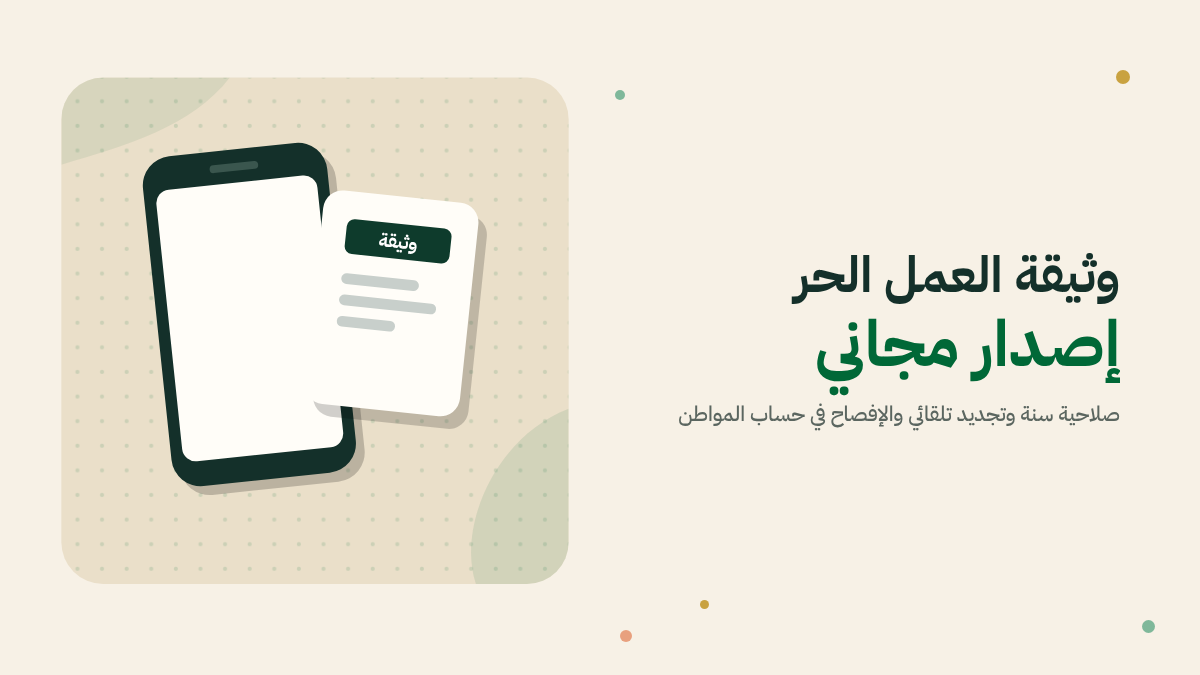 وثيقة العمل الحر
إصدار مجاني
صلاحية سنة وتجديد تلقائي والإفصاح في حساب المواطن
وثيقة